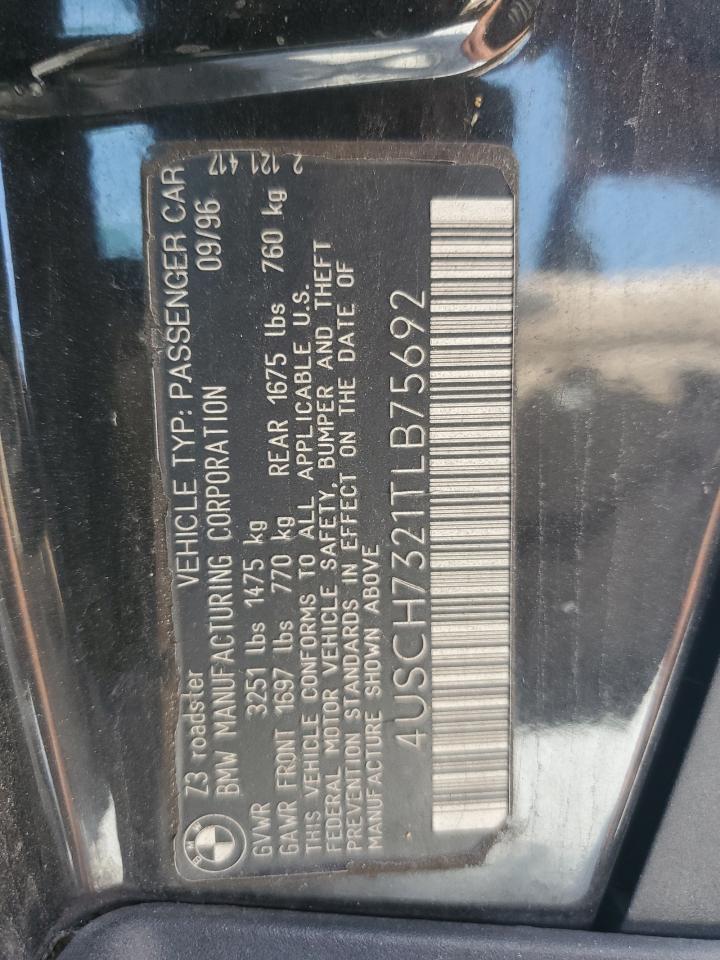 BMW
Z3 roadster VEHICLE TYP: PASSENGER CAR
BMW MANUFACTURING CORPORATION 09/96
2 121 417
GVWR 3251 lbs 1475 kg
GAWR FRONT 1697 lbs 770 kg REAR 1675 lbs 760 kg
THIS VEHICLE CONFORMS TO ALL APPLICABLE U.S.
FEDERAL MOTOR VEHICLE SAFETY, BUMPER AND THEFT
PREVENTION STANDARDS IN EFFECT ON THE DATE OF
MANUFACTURE SHOWN ABOVE
4USCH7321TLB75692